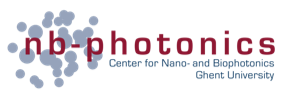 nb-photonics
Center for Nano- and Biophotonics
Ghent University